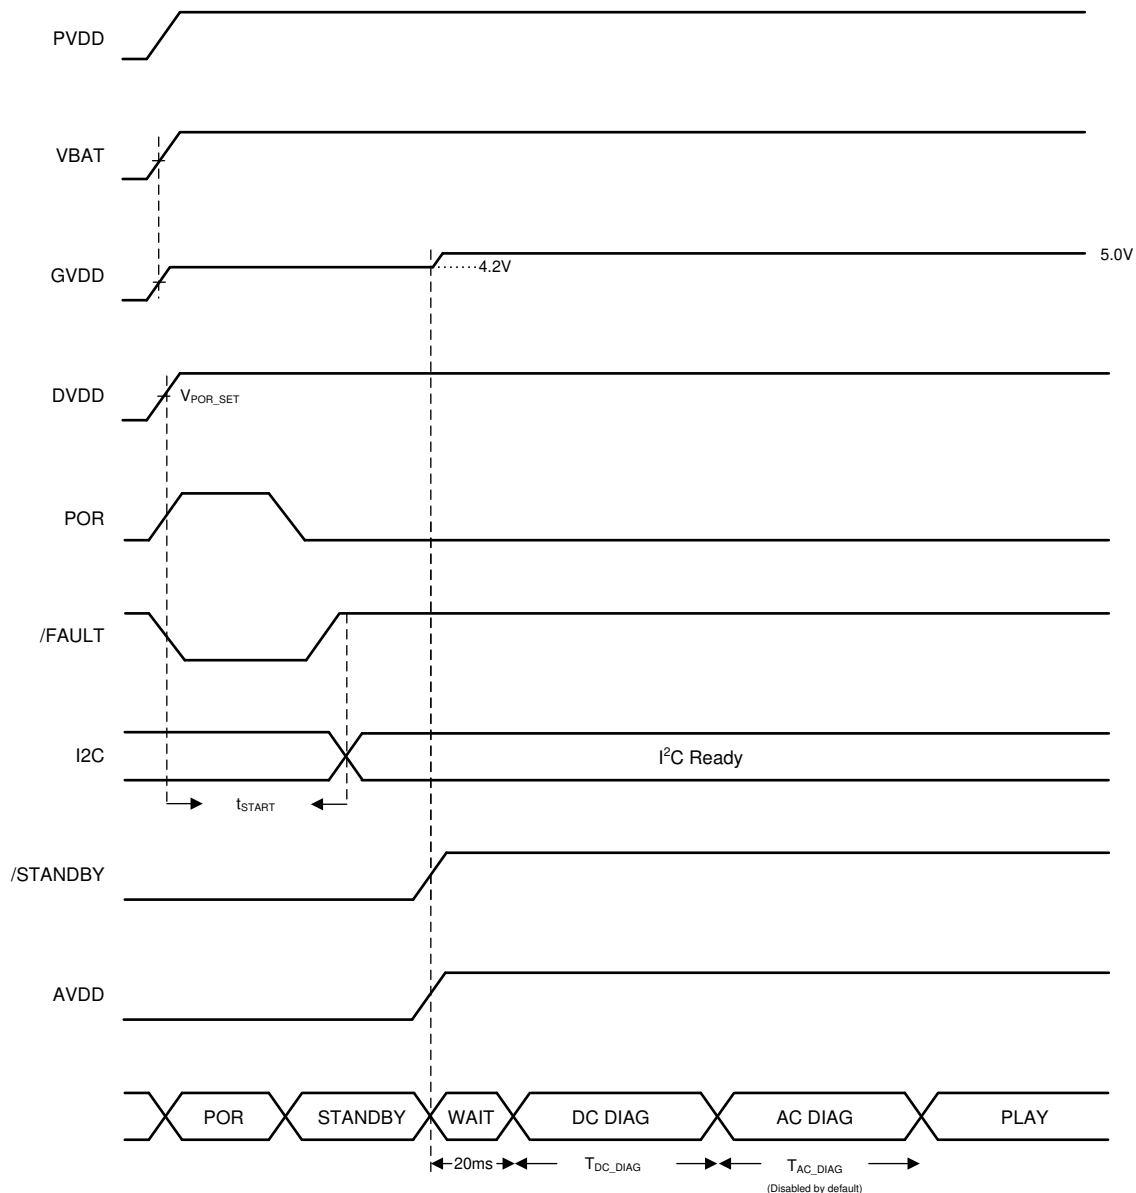 PVDD
VBAT
GVDD
4.2V
5.0V
DVDD
VPOR_SET
POR
/FAULT
I2C
I²C Ready
tSTART
/STANDBY
AVDD
POR
STANDBY
WAIT
DC DIAG
AC DIAG
PLAY
20ms
TDC_DIAG
TAC_DIAG
(Disabled by default)